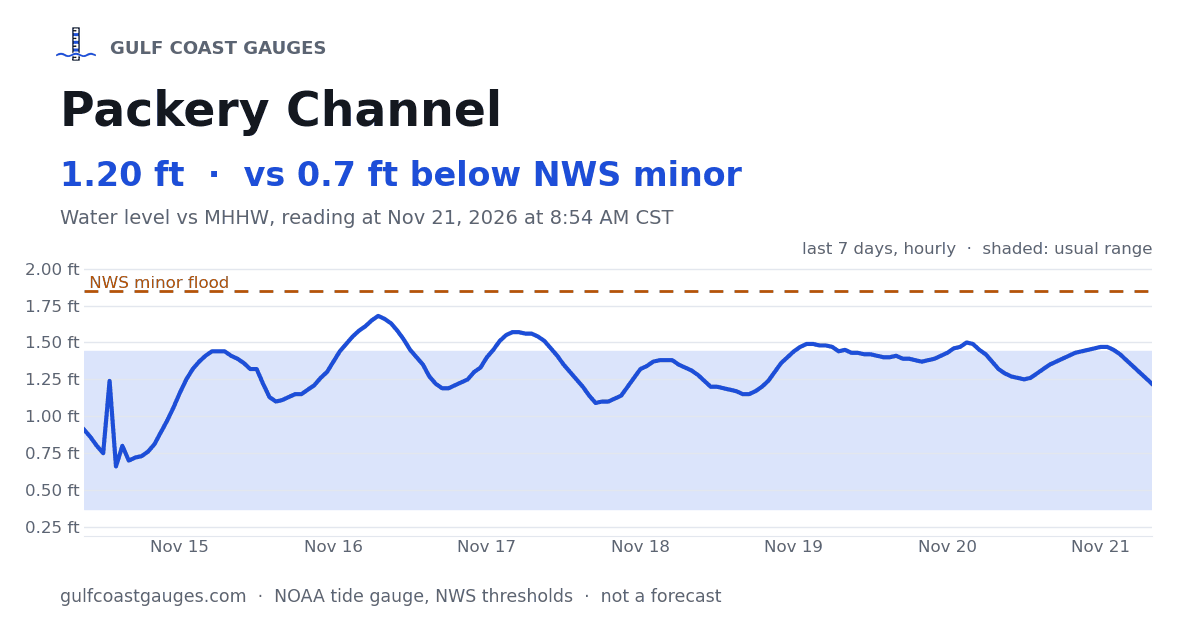 GULF COAST GAUGES
Packery Channel
1.20 ft · vs 0.7 ft below NWS minor
Water level vs MHHW, reading at Nov 21, 2026 at 8:54 AM CST
last 7 days, hourly · shaded: usual range
2.00 ft
NWS minor flood
1.75 ft
1.50 ft
1.25 ft
1.00 ft
0.75 ft
0.50 ft
0.25 ft
Nov 15 Nov 16 Nov 17 Nov 18 Nov 19 Nov 20 Nov 21
gulfcoastgauges.com · NOAA tide gauge, NWS thresholds · not a forecast